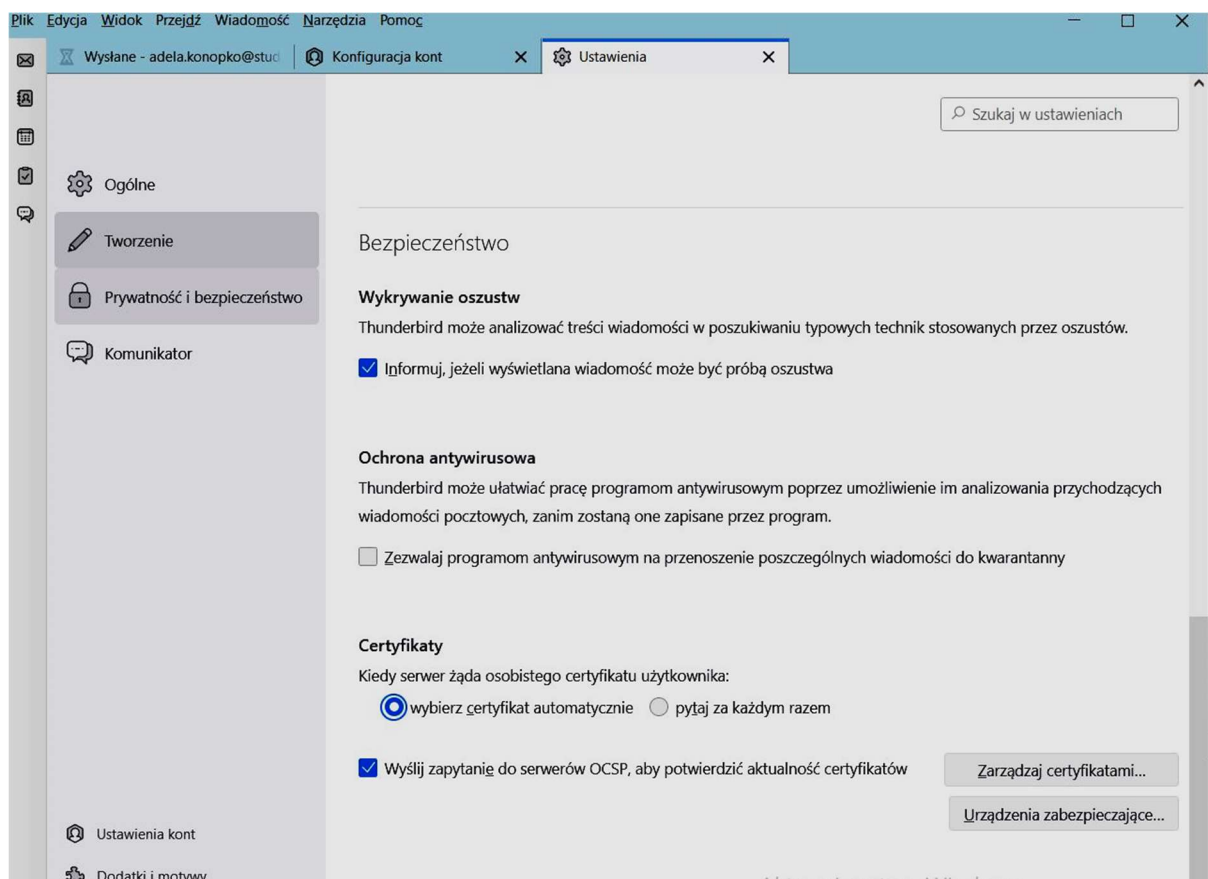 Plik Edycja Widok Przejdź Wiadomość Narzędzia Pomoc
Wysłane - adela.konopko@stud
Konfiguracja kont
Ustawienia
Szukaj w ustawieniach
Ogólne
Tworzenie
Prywatność i bezpieczeństwo
Komunikator
Bezpieczeństwo
Wykrywanie oszustw
Thunderbird może analizować treści wiadomości w poszukiwaniu typowych technik stosowanych przez oszustów.
Informuj, jeżeli wyświetlana wiadomość może być próbą oszustwa
Ochrona antywirusowa
Thunderbird może ułatwiać pracę programom antywirusowym poprzez umożliwienie im analizowania przychodzących
wiadomości pocztowych, zanim zostaną one zapisane przez program.
Zezwalaj programom antywirusowym na przenoszenie poszczególnych wiadomości do kwarantanny
Certyfikaty
Kiedy serwer żąda osobistego certyfikatu użytkownika:
wybierz certyfikat automatycznie pytaj za każdym razem
Wyślij zapytanie do serwerów OCSP, aby potwierdzić aktualność certyfikatów
Zarządzaj certyfikatami...
Urządzenia zabezpieczające...
Ustawienia kont
Dodatki i motywy